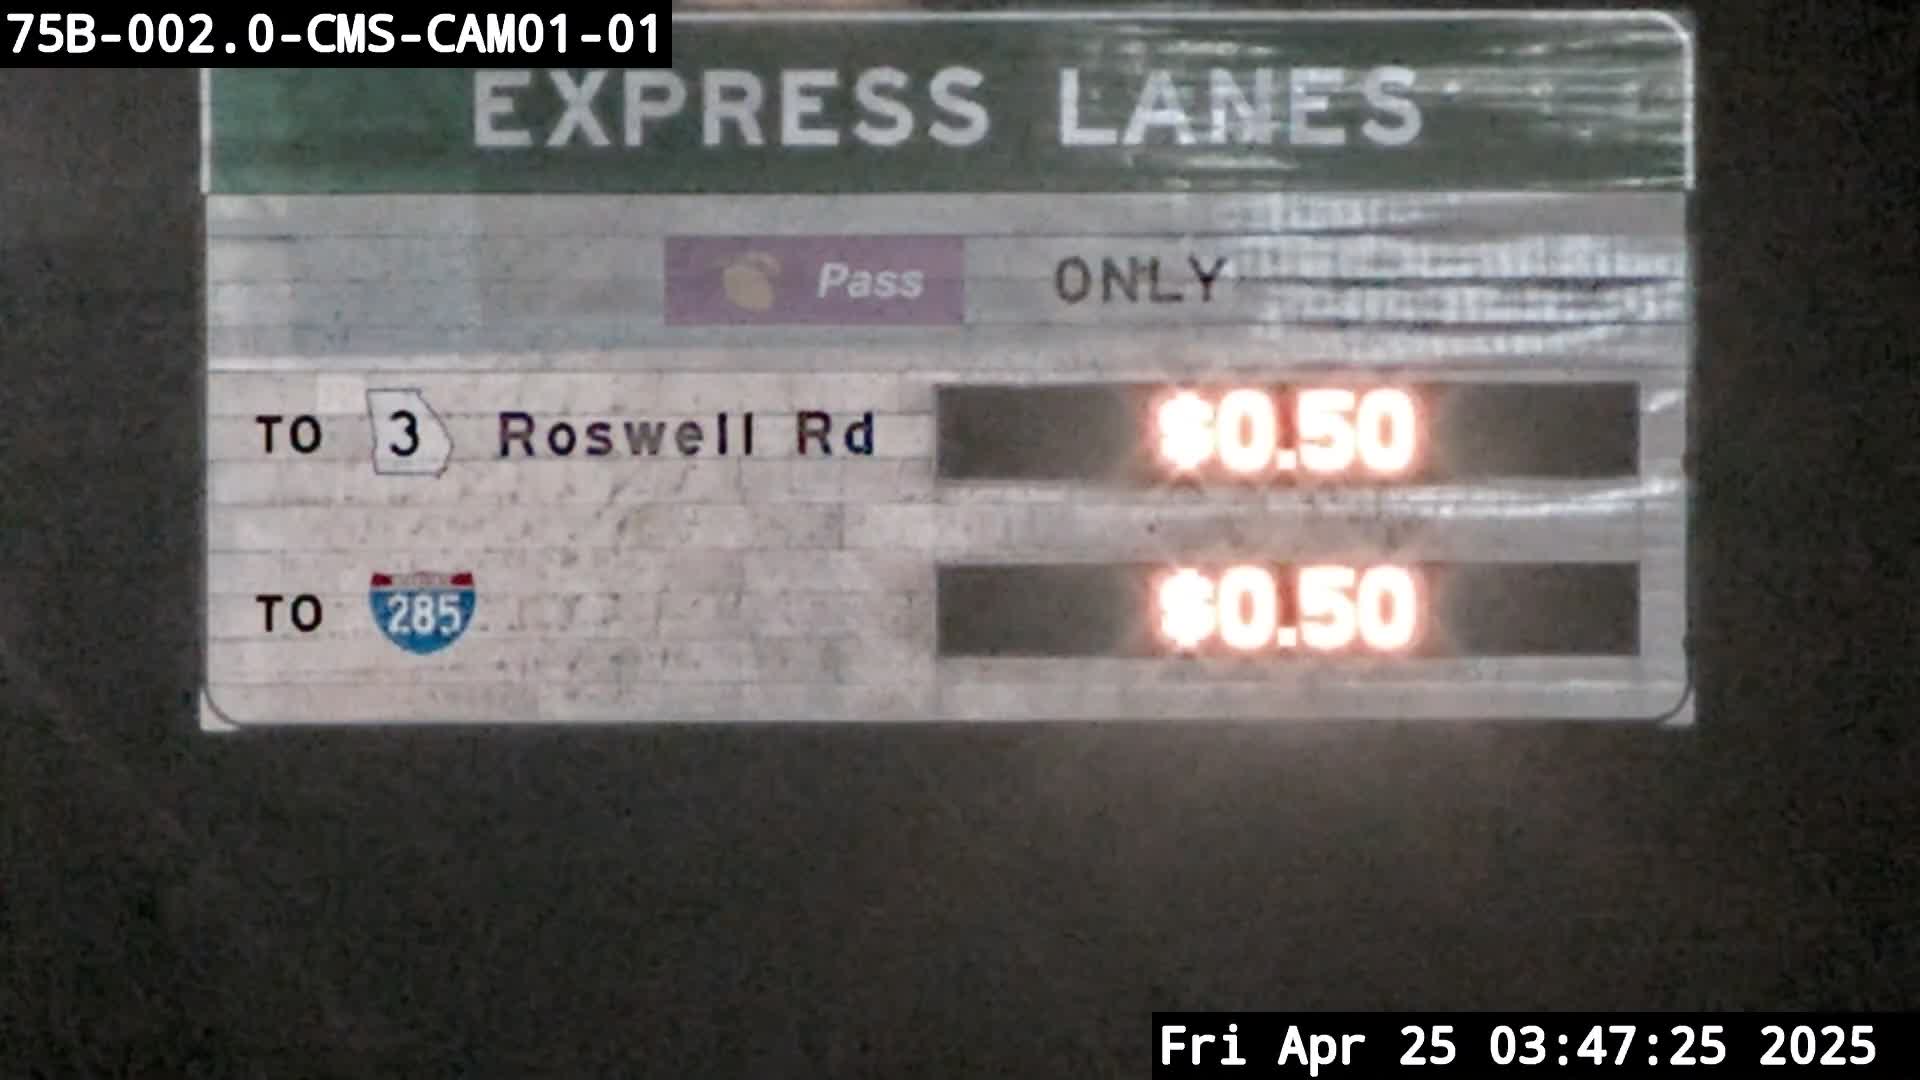 75B-002.0-CMS-CAM01-01
EXPRESS LANES
Pass ONLY
TO 3 Roswell Rd $0.50
TO 285 $0.50
Fri Apr 25 03:47:25 2025